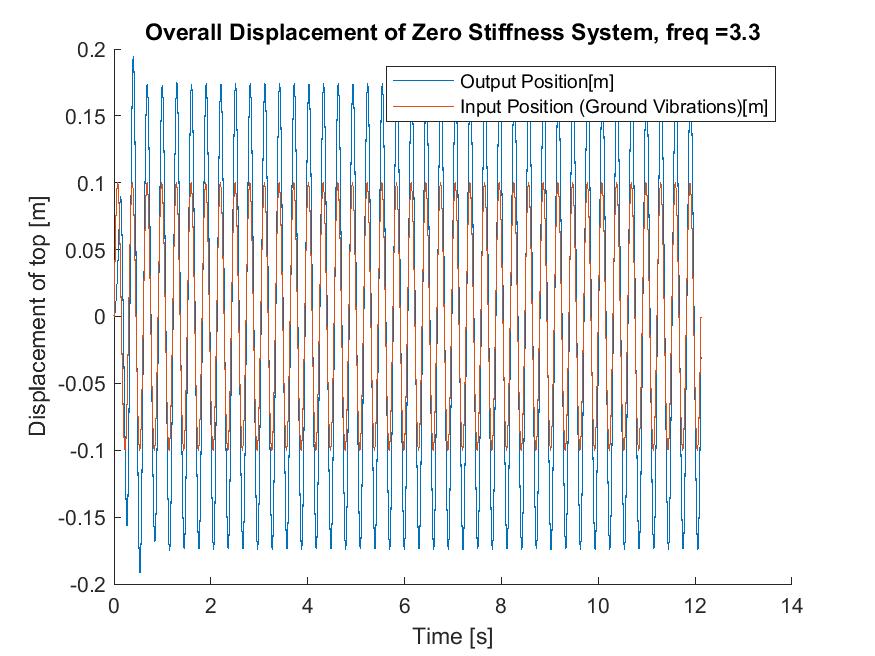 Overall Displacement of Zero Stiffness System, freq =3.3
Output Position[m]
Input Position (Ground Vibrations)[m]
Displacement of top [m]
0.2
0.15
0.1
0.05
0
-0.05
-0.1
-0.15
-0.2
0 2 4 6 8 10 12 14
Time [s]